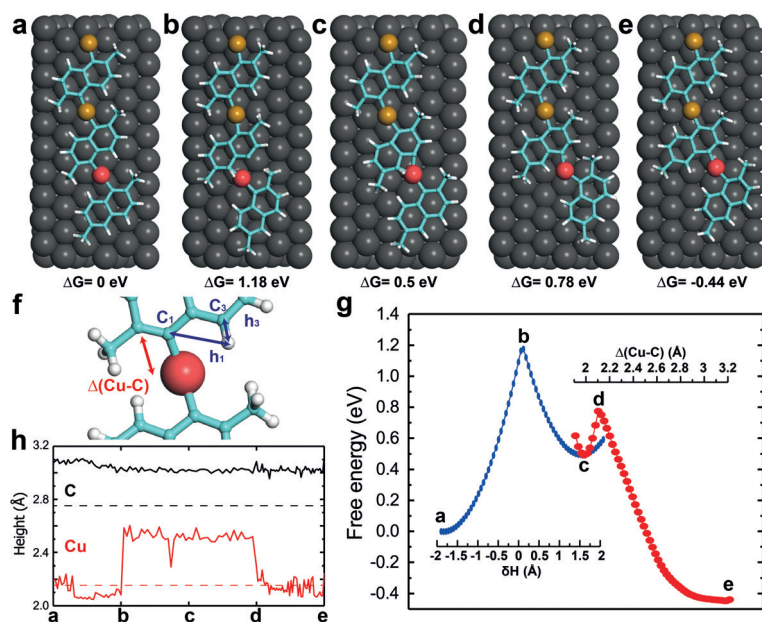 a b c d e
ΔG= 0 eV ΔG= 1.18 eV ΔG= 0.5 eV ΔG= 0.78 eV ΔG= -0.44 eV
f
C1 C3
h3
h1
Δ(Cu-C)
g
1.4
1.2
1.0
0.8
0.6
0.4
0.2
0.0
-0.2
-0.4
Free energy (eV)
Δ(Cu-C) (Å)
2.0 2.2 2.4 2.6 2.8 3.0 3.2
b
d
c
a
e
-2 -1.5 -1 -0.5 0 0.5 1 1.5 2
δH (Å)
h
3.2
2.8
2.4
2.0
Height (Å)
C
Cu
a b c d e